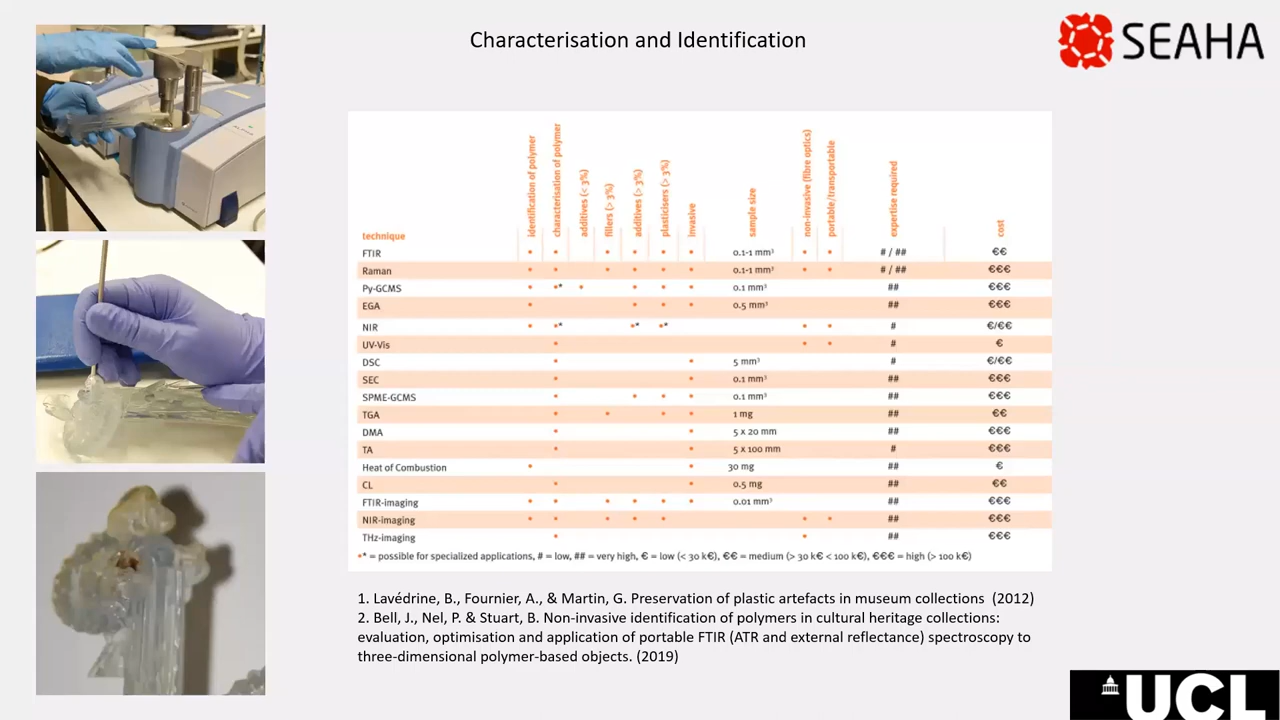 Characterisation and Identification
SEAHA
technique
identification of polymer
characterisation of polymer
additives (< 3%)
fillers (> 3%)
additives (> 3%)
plasticisers (> 3%)
invasive
sample size
non-invasive (fibre optics)
portable/transportable
expertise required
cost
FTIR • • • • • • 0.1-1 mm³ • • # / ## €€
Raman • • • • • • 0.1-1 mm³ • • # / ## €€€
Py-GCMS • •* • • • • 0.1 mm³ ## €€€
EGA • • • • 0.5 mm³ ## €€€
NIR • •* •* •* • • # €/€€
UV-Vis • • • # €
DSC • • 5 mm³ # €/€€
SEC • • 0.1 mm³ ## €€€
SPME-GCMS • • • • 0.1 mm³ ## €€€
TGA • • • • 1 mg ## €€
DMA • • 5 x 20 mm ## €€€
TA • • 5 x 100 mm # €€€
Heat of Combustion • • 30 mg ## €
CL • • 0.5 mg ## €€
FTIR-imaging • • • • • • 0.01 mm³ ## €€€
NIR-imaging • • • • • • • ## €€€
THz-imaging • • ## €€€
•* = possible for specialized applications, # = low, ## = very high, € = low (< 30 k€), €€ = medium (> 30 k€ < 100 k€), €€€ = high (> 100 k€)
1. Lavédrine, B., Fournier, A., & Martin, G. Preservation of plastic artefacts in museum collections (2012)
2. Bell, J., Nel, P. & Stuart, B. Non-invasive identification of polymers in cultural heritage collections:
evaluation, optimisation and application of portable FTIR (ATR and external reflectance) spectroscopy to
three-dimensional polymer-based objects. (2019)
UCL